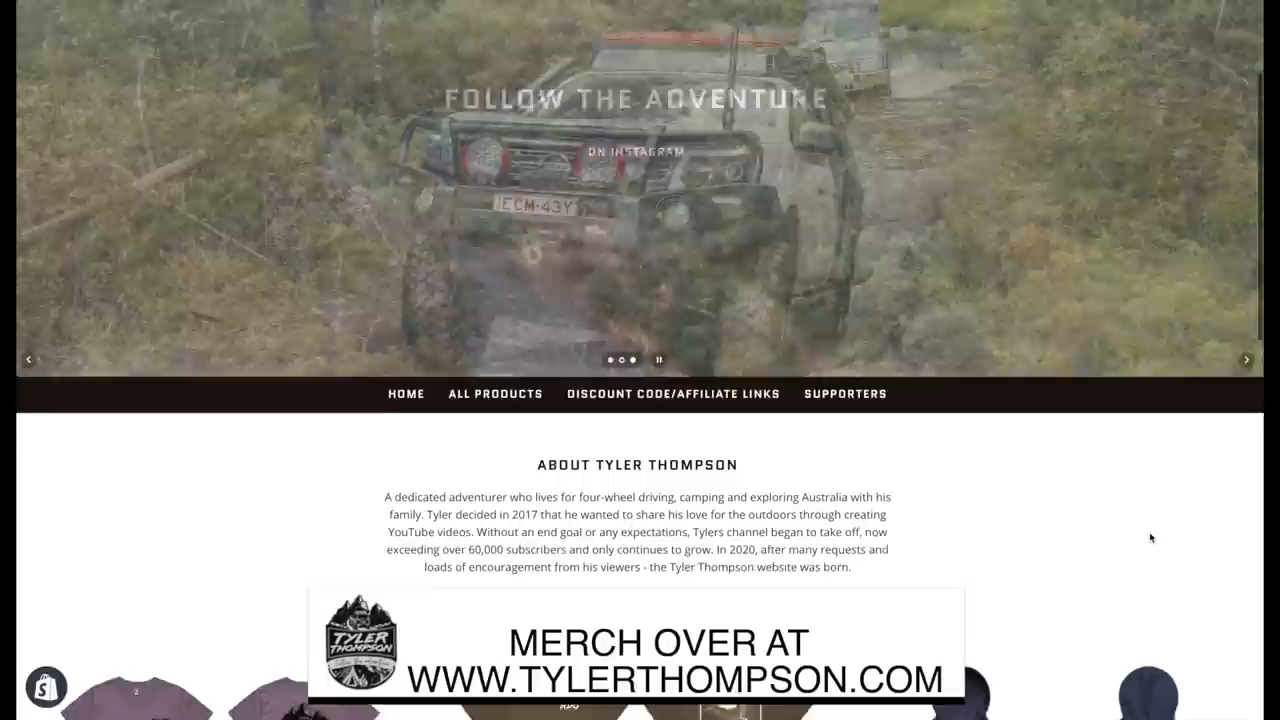 FOLLOW THE ADVENTURE
ON INSTAGRAM
ECM·43Y
HOME ALL PRODUCTS DISCOUNT CODE/AFFILIATE LINKS SUPPORTERS
ABOUT TYLER THOMPSON
A dedicated adventurer who lives for four-wheel driving, camping and exploring Australia with his
family. Tyler decided in 2017 that he wanted to share his love for the outdoors through creating
YouTube videos. Without an end goal or any expectations, Tylers channel began to take off, now
exceeding over 60,000 subscribers and only continues to grow. In 2020, after many requests and
loads of encouragement from his viewers - the Tyler Thompson website was born.
TYLER
THOMPSON
follow the adventure
MERCH OVER AT
WWW.TYLERTHOMPSON.COM